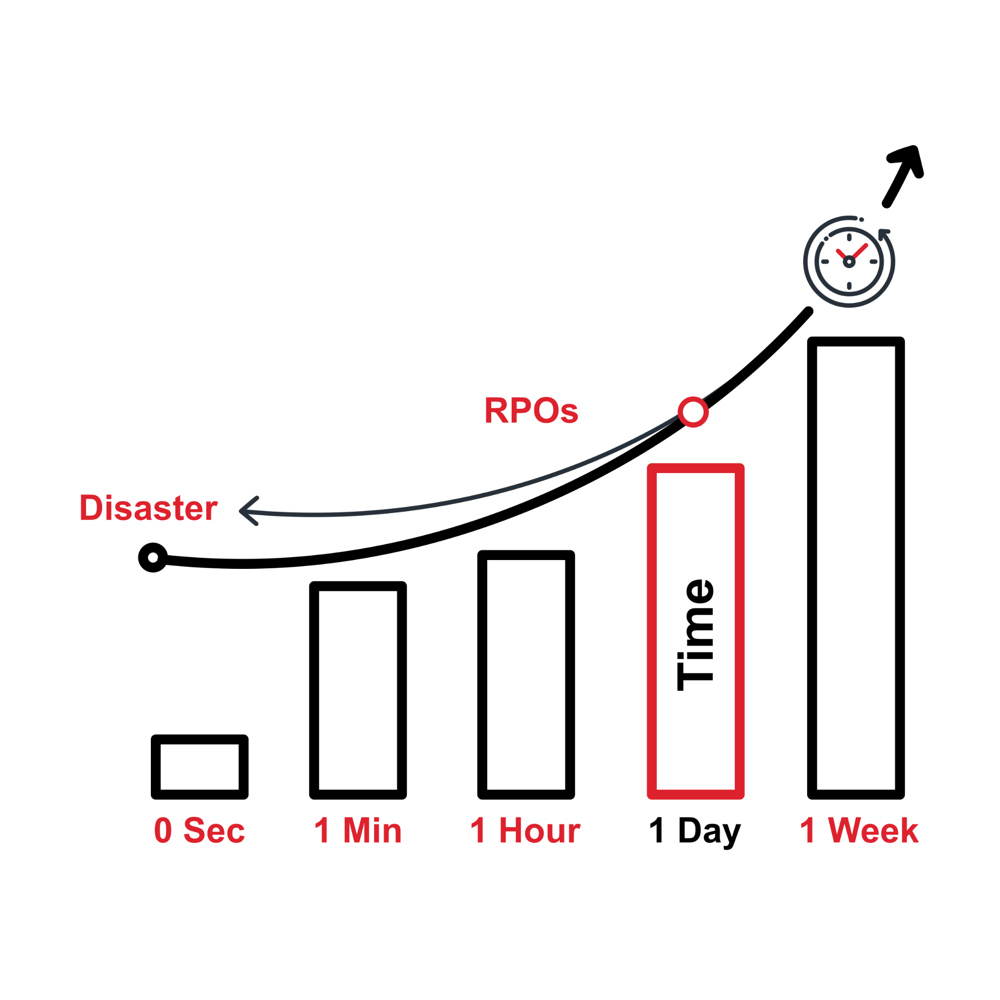 RPOs
Disaster
Time
0 Sec
1 Min
1 Hour
1 Day
1 Week